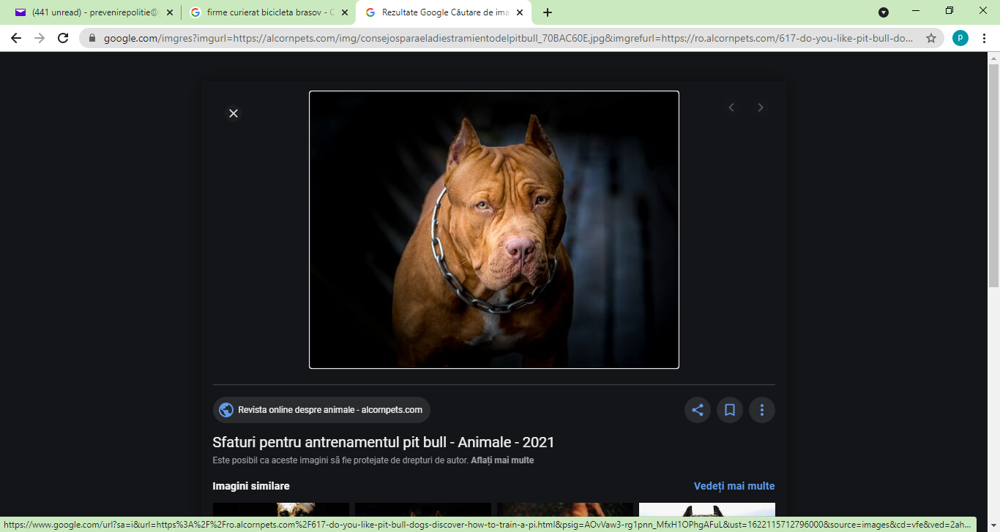 (441 unread) - prevenirepolitie@
firme curierat bicicleta brasov - 
Rezultate Google Căutare de ima
google.com/imgres?imgurl=https://alcornpets.com/img/consejosparaeladiestramientodelpitbull_70BAC60E.jpg&imgrefurl=https://ro.alcornpets.com/617-do-you-like-pit-bull-do...
P
Revista online despre animale - alcornpets.com
Sfaturi pentru antrenamentul pit bull - Animale - 2021
Este posibil ca aceste imagini să fie protejate de drepturi de autor. Aflați mai multe
Imagini similare
Vedeți mai multe
https://www.google.com/url?sa=i&url=https%3A%2F%2Fro.alcornpets.com%2F617-do-you-like-pit-bull-dogs-discover-how-to-train-a-pi.html&psig=AOvVaw3-rg1pnn_MfxH1OPhgAFuL&ust=1622115712796000&source=images&cd=vfe&ved=2ah...